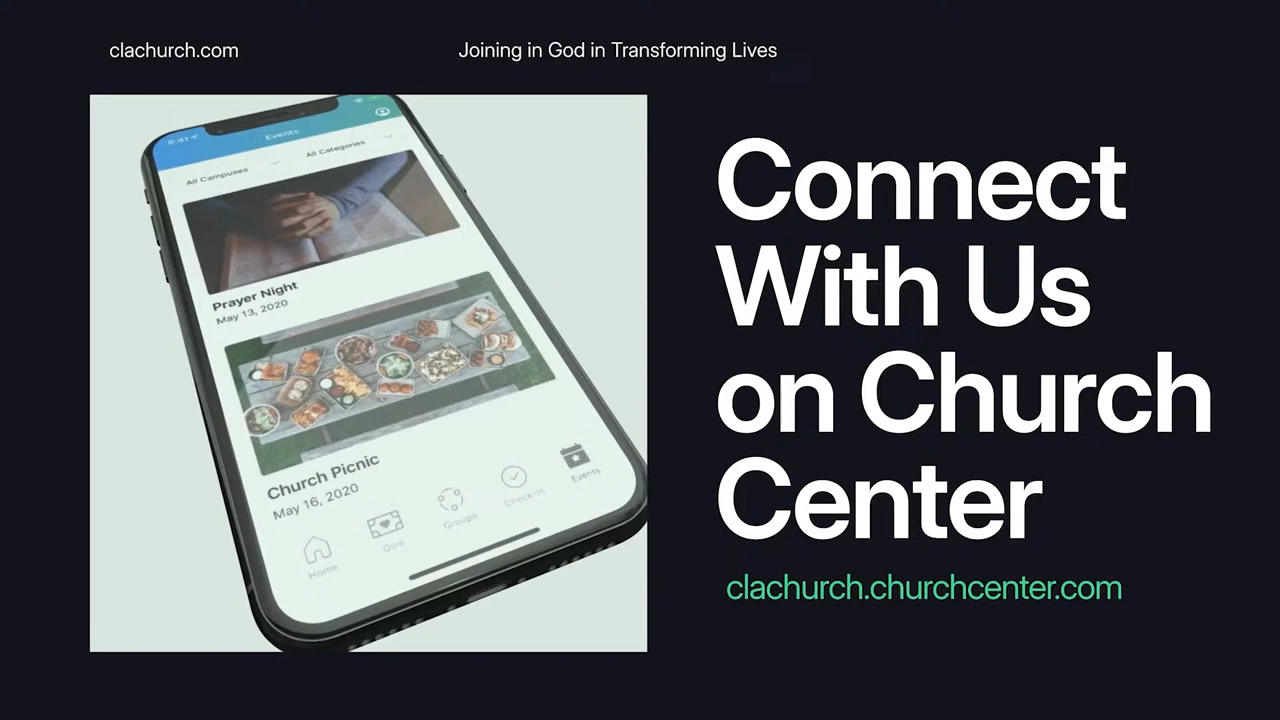 clachurch.com
Joining in God in Transforming Lives
9:41
Events
All Campuses
All Categories
Prayer Night
May 13, 2020
Church Picnic
May 16, 2020
Home
Give
Groups
Check-in
Events
Connect
With Us
on Church
Center
clachurch.churchcenter.com